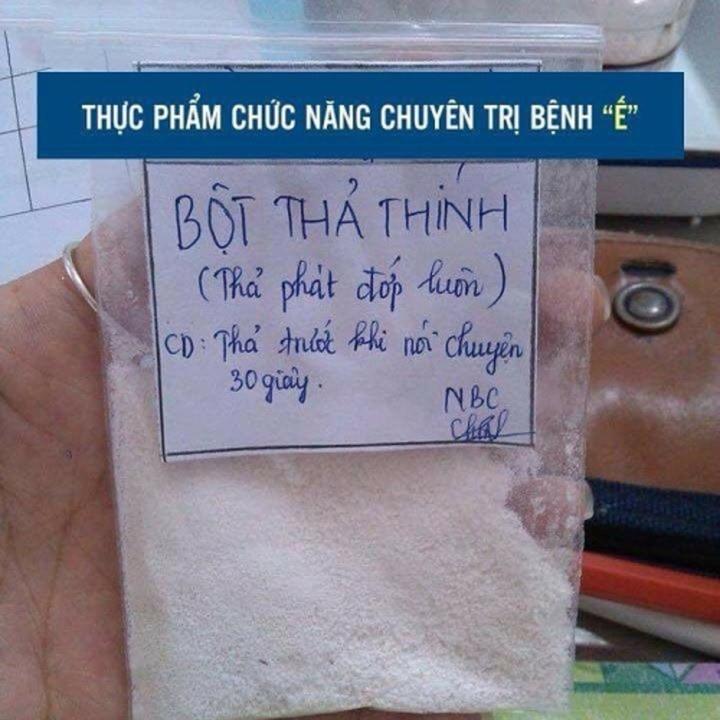 THỰC PHẨM CHỨC NĂNG CHUYÊN TRỊ BỆNH "Ế"
BỘT THẢ THÍNH
(Thả phát đớp luôn)
CD: Thả trước khi nói chuyện
30 giây.
NBC